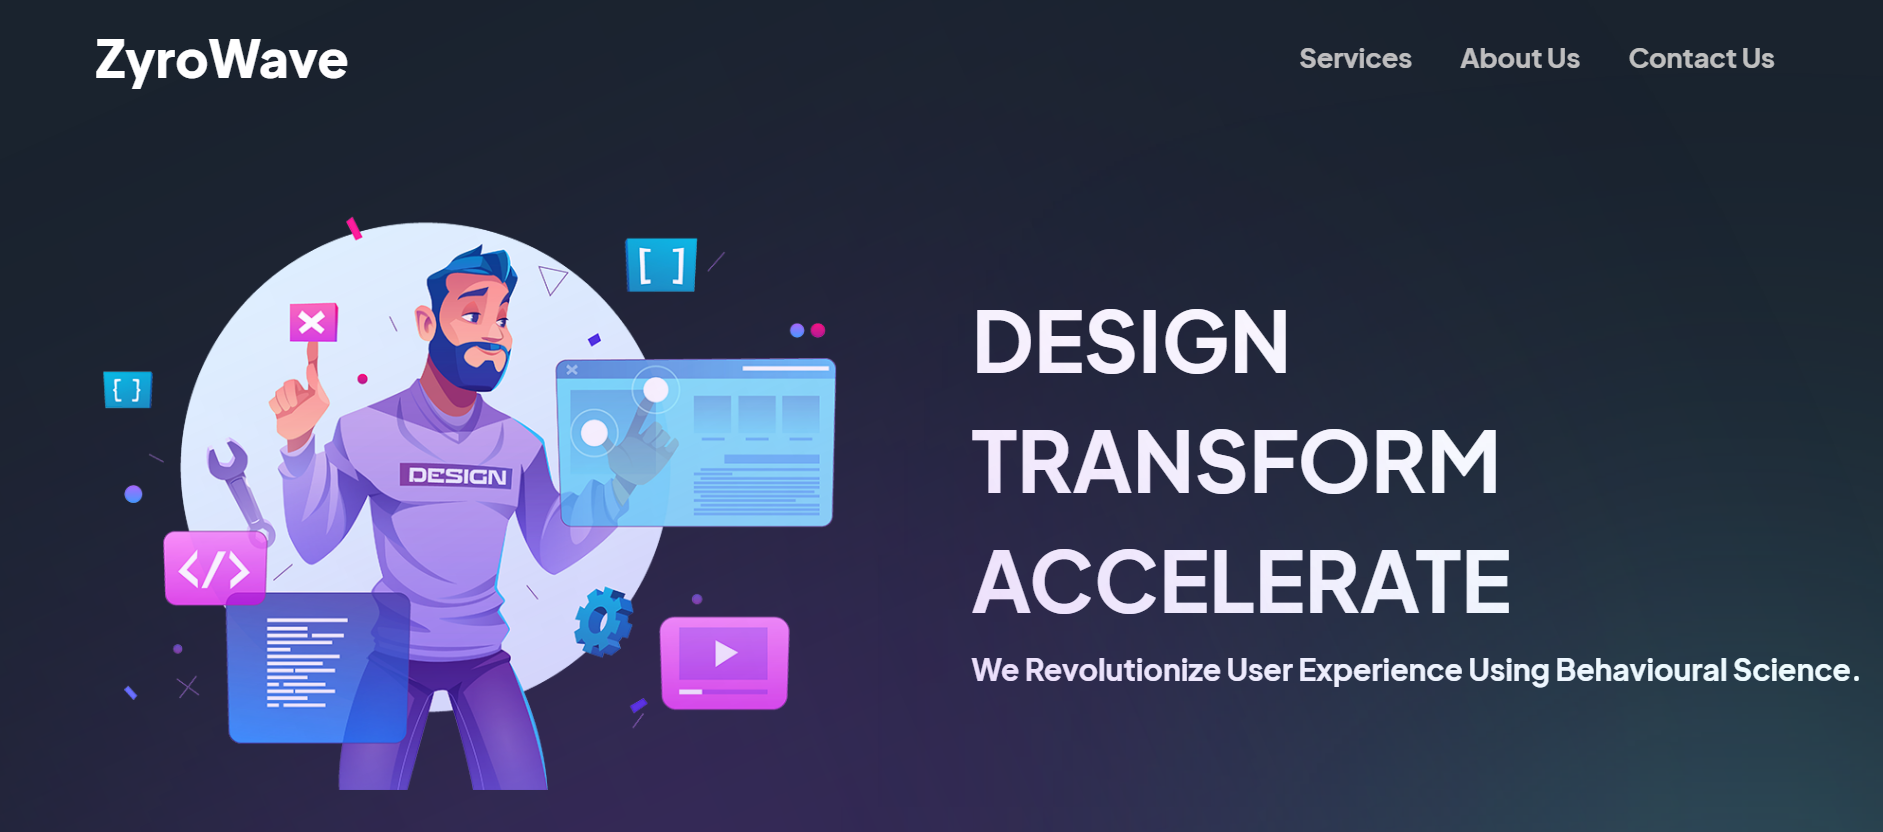 ZyroWave
Services
About Us
Contact Us
[ ]
{ }
DESIGN
</>
DESIGN
TRANSFORM
ACCELERATE
We Revolutionize User Experience Using Behavioural Science.